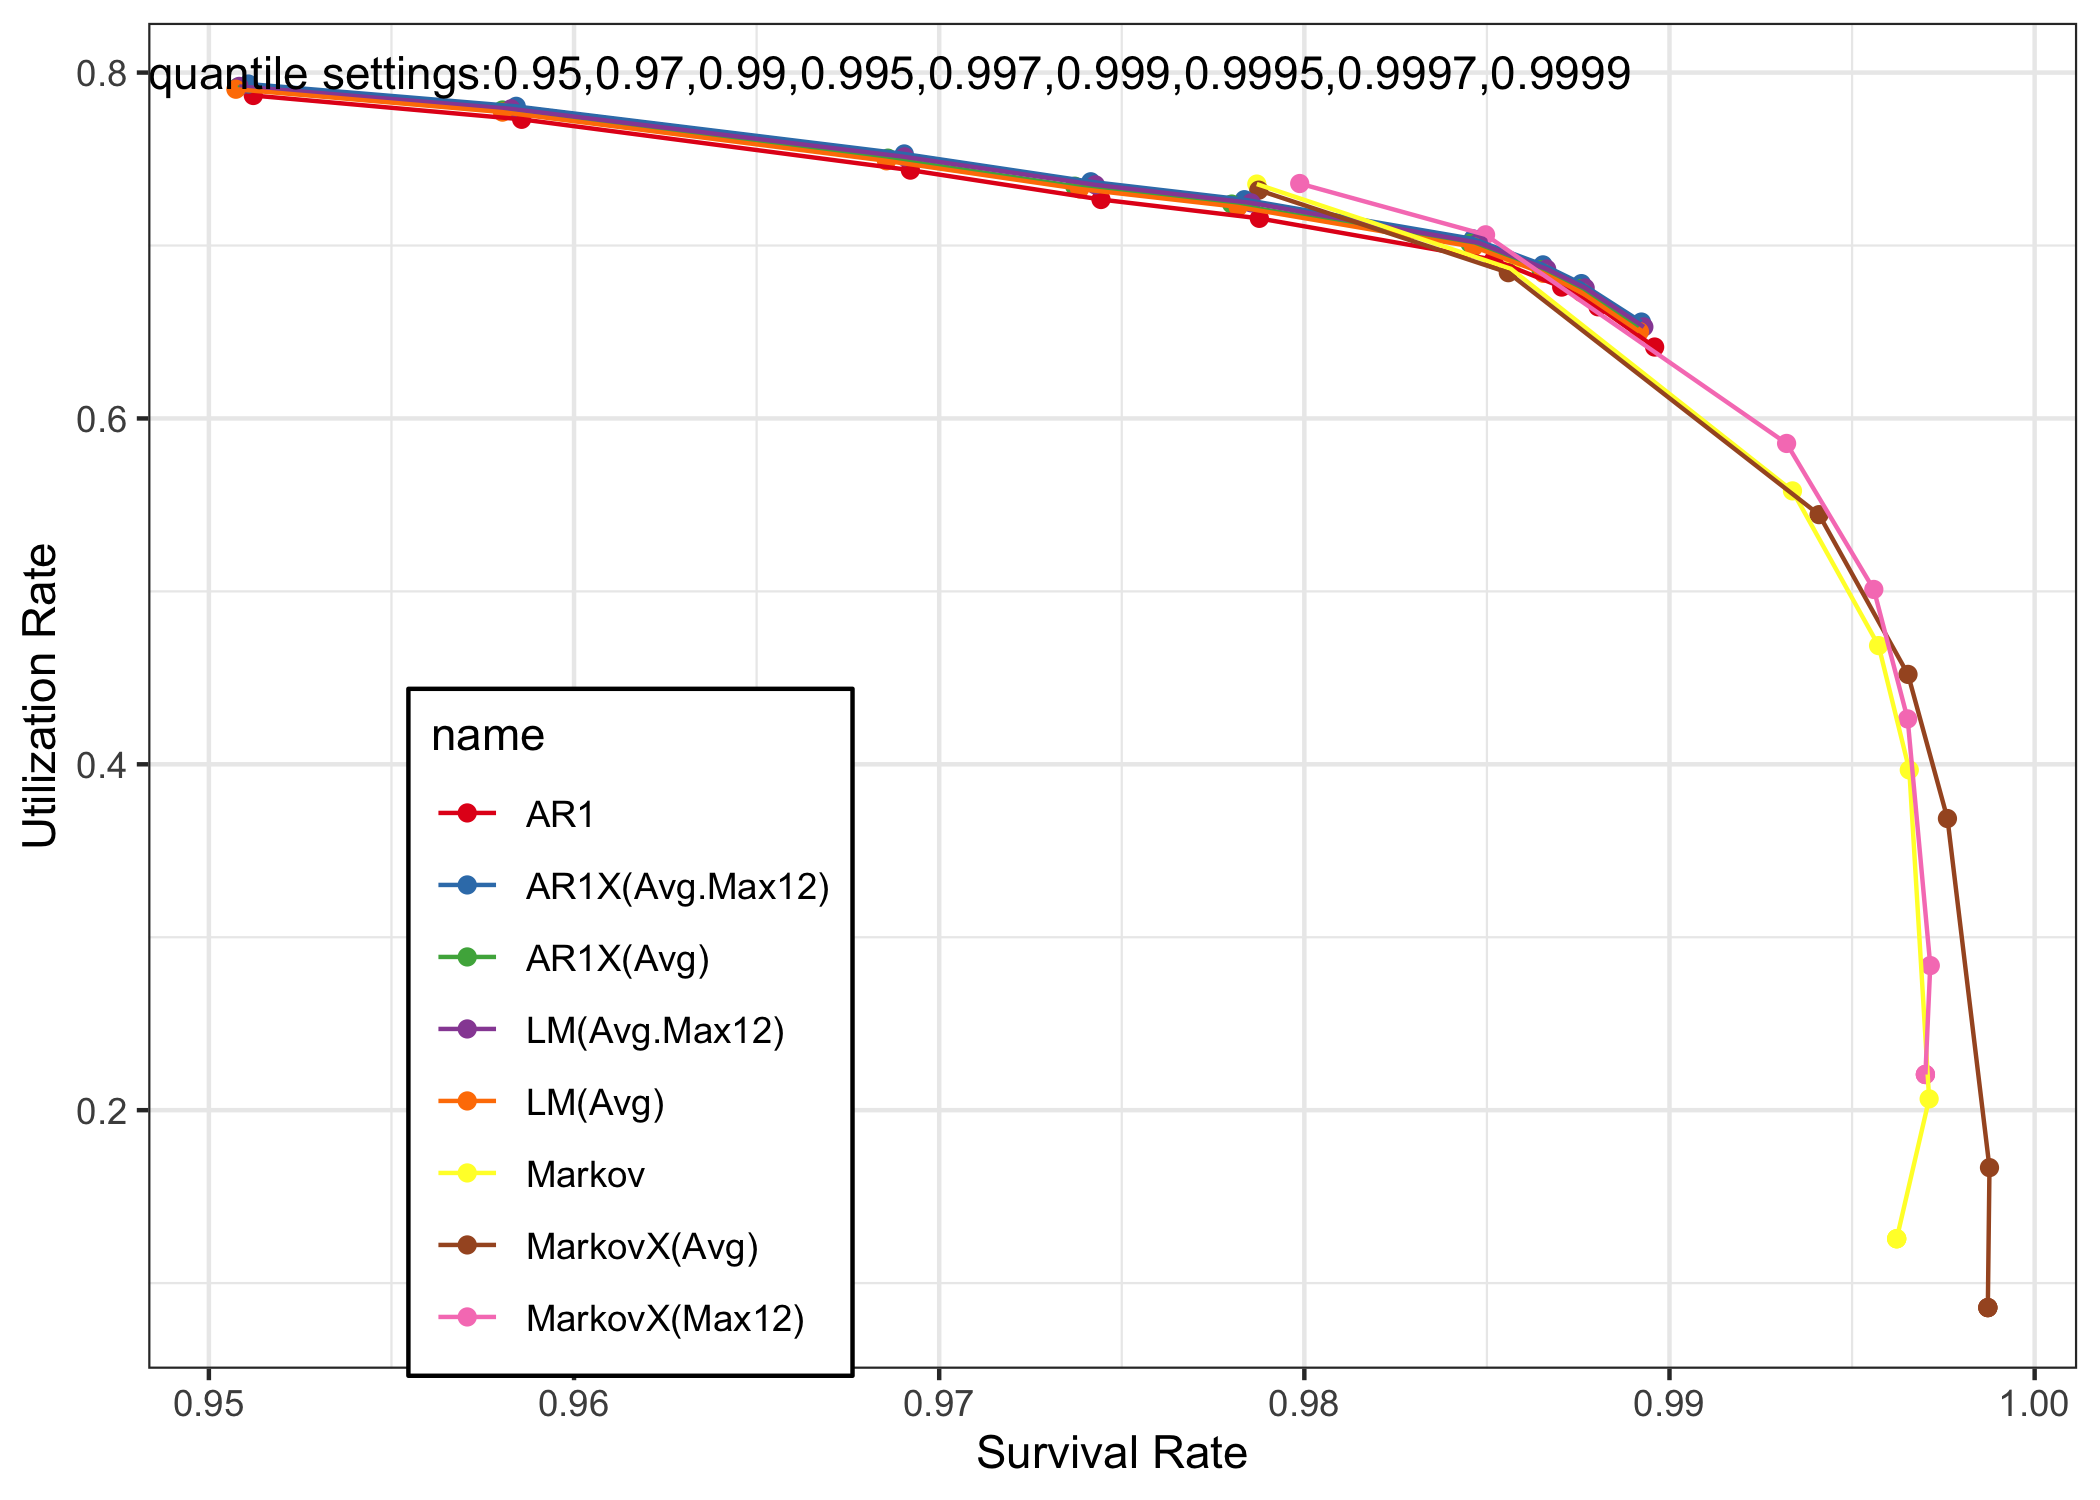 quantile settings:0.95,0.97,0.99,0.995,0.997,0.999,0.9995,0.9997,0.9999
0.8
0.6
0.4
0.2
Utilization Rate
name
AR1
AR1X(Avg.Max12)
AR1X(Avg)
LM(Avg.Max12)
LM(Avg)
Markov
MarkovX(Avg)
MarkovX(Max12)
0.95 0.96 0.97 0.98 0.99 1.00
Survival Rate